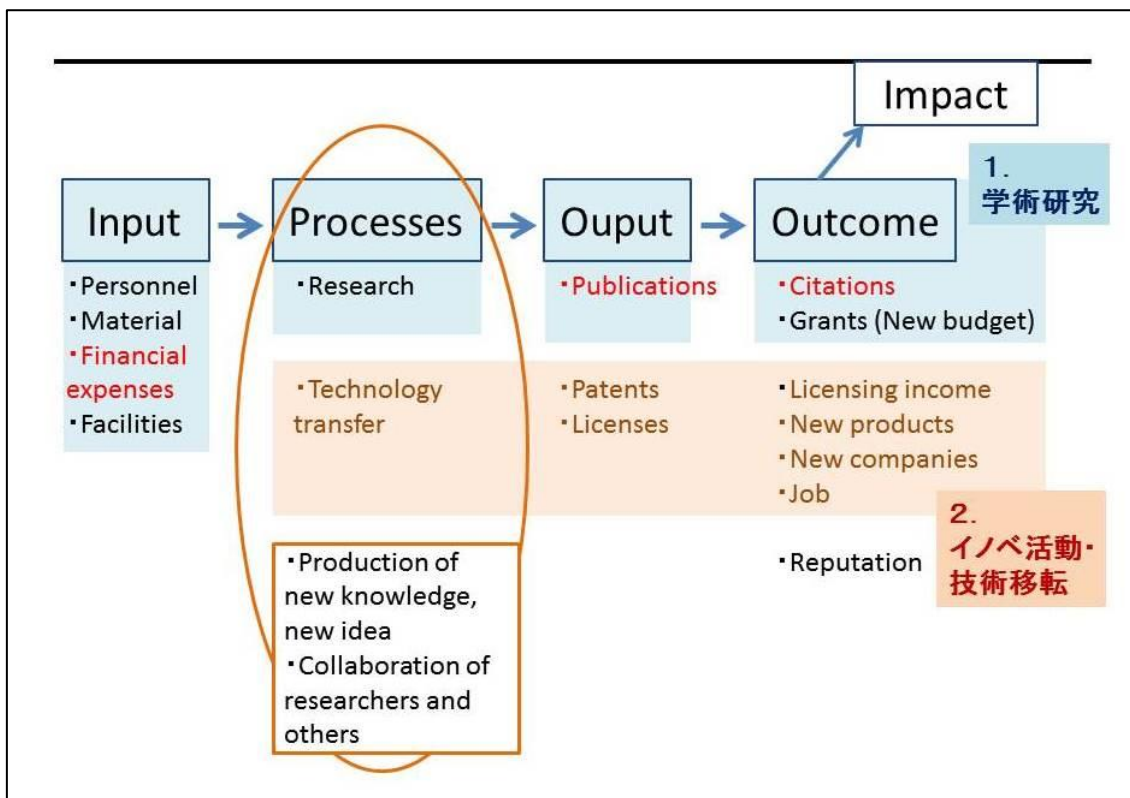 Impact
1.
学術研究
Input
Processes
Ouput
Outcome
・Personnel
・Material
・Financial
expenses
・Facilities
・Research
・Publications
・Citations
・Grants (New budget)
・Technology
transfer
・Patents
・Licenses
・Licensing income
・New products
・New companies
・Job
2.
イノベ活動・
技術移転
・Production of
new knowledge,
new idea
・Collaboration of
researchers and
others
・Reputation